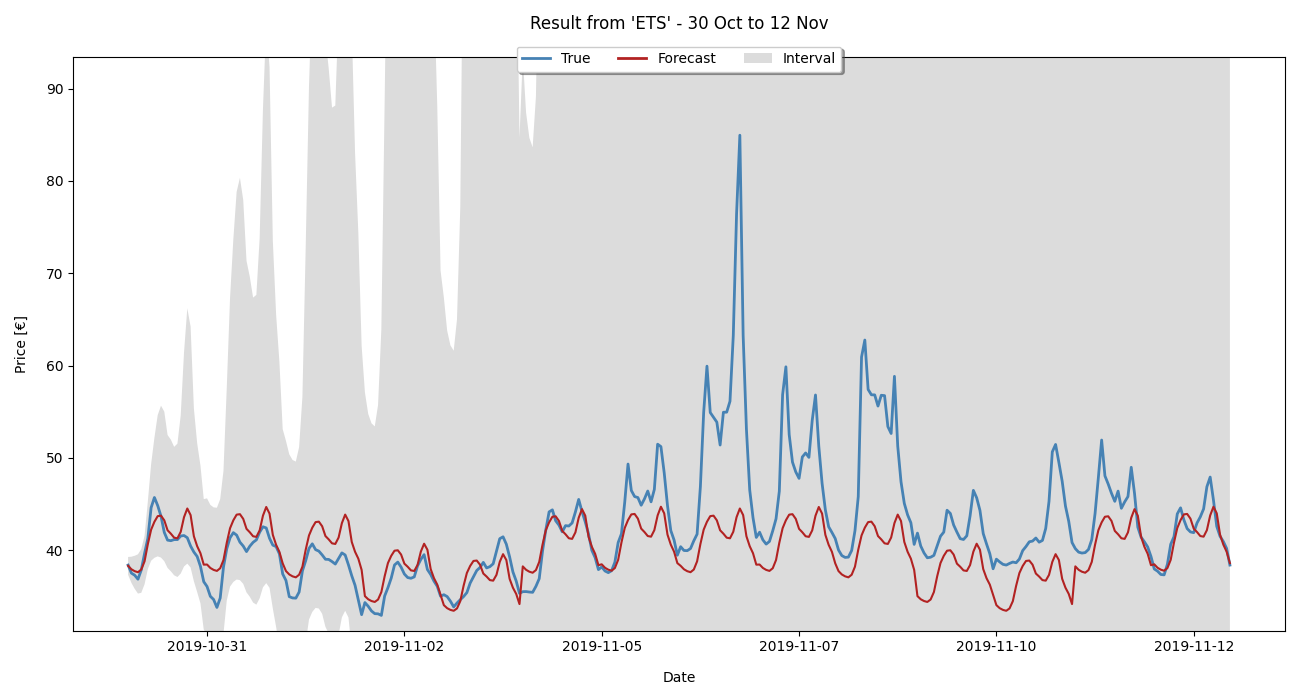 Result from 'ETS' - 30 Oct to 12 Nov
True Forecast Interval
90
80
70
60
50
40
Price [€]
2019-10-31 2019-11-02 2019-11-05 2019-11-07 2019-11-10 2019-11-12
Date